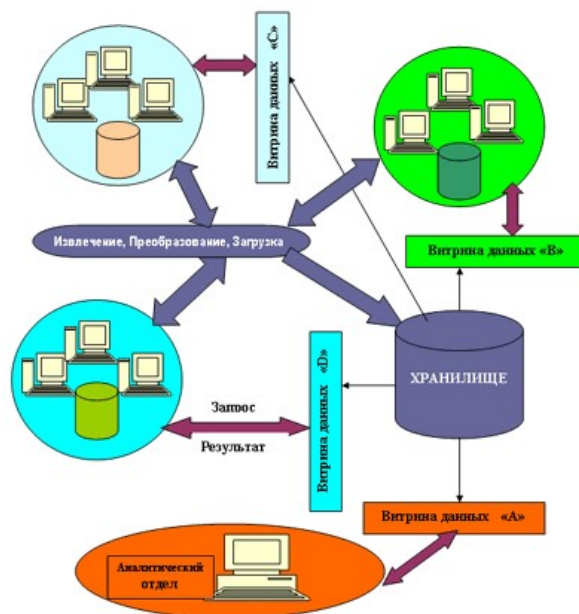 Витрина данных «C»
Извлечение, Преобразование, Загрузка
Витрина данных «B»
ХРАНИЛИЩЕ
Витрина данных «D»
Запрос
Результат
Витрина данных «A»
Аналитический
отдел